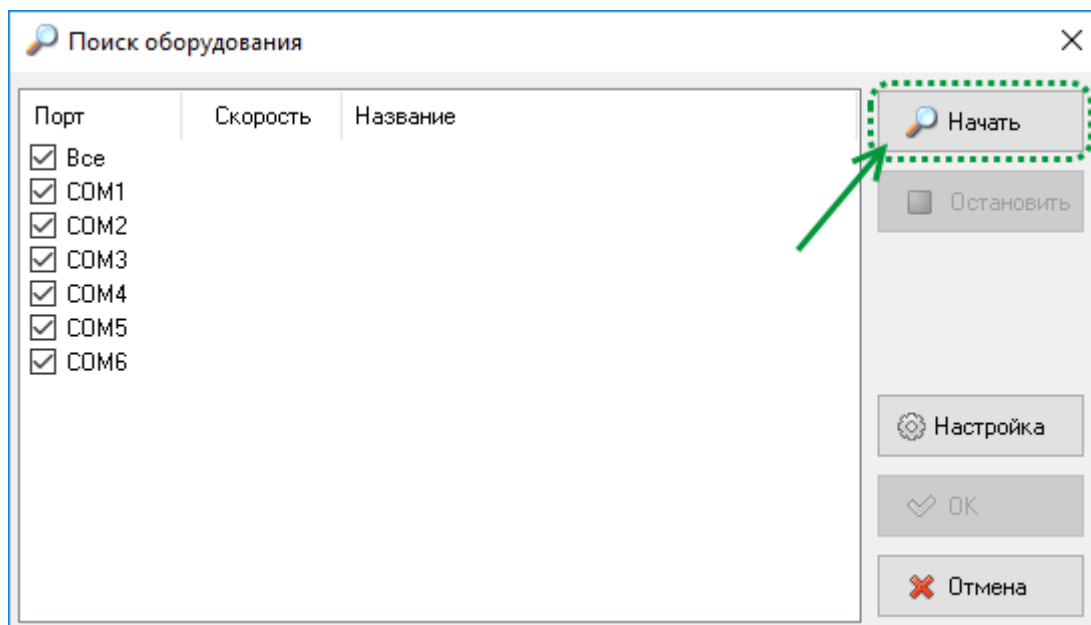 Поиск оборудования
Порт Скорость Название
Все
COM1
COM2
COM3
COM4
COM5
COM6
Начать
Остановить
Настройка
OK
Отмена